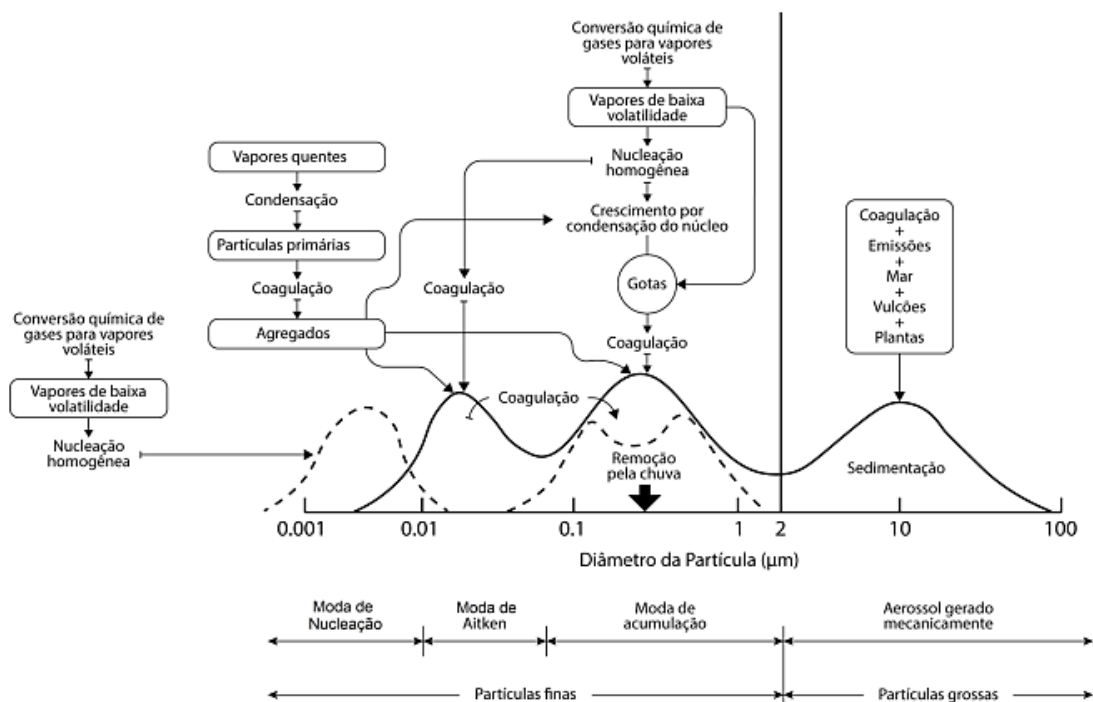 Conversão química de
gases para vapores
voláteis
Vapores de baixa
volatilidade
Nucleação
homogênea
Crescimento por
condensação do núcleo
Gotas
Coagulação
Vapores quentes
Condensação
Partículas primárias
Coagulação
Agregados
Coagulação
Coagulação
+
Emissões
+
Mar
+
Vulcões
+
Plantas
Conversão química de
gases para vapores
voláteis
Vapores de baixa
volatilidade
Nucleação
homogênea
Coagulação
Remoção
pela chuva
Sedimentação
0.001 0.01 0.1 1 2 10 100
Diâmetro da Partícula (µm)
Moda de
Nucleação
Moda de
Aitken
Moda de
acumulação
Aerossol gerado
mecanicamente
Partículas finas
Partículas grossas